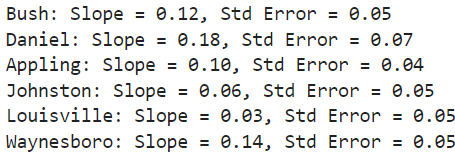 Bush: Slope = 0.12, Std Error = 0.05
Daniel: Slope = 0.18, Std Error = 0.07
Appling: Slope = 0.10, Std Error = 0.04
Johnston: Slope = 0.06, Std Error = 0.05
Louisville: Slope = 0.03, Std Error = 0.05
Waynesboro: Slope = 0.14, Std Error = 0.05